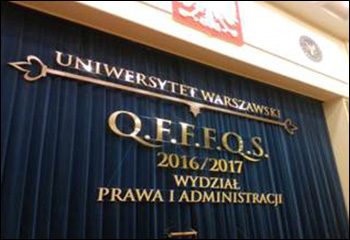 UNIWERSYTET WARSZAWSKI
Q.F.F.F.Q.S.
2016/2017
WYDZIAŁ
PRAWA I ADMINISTRACJI